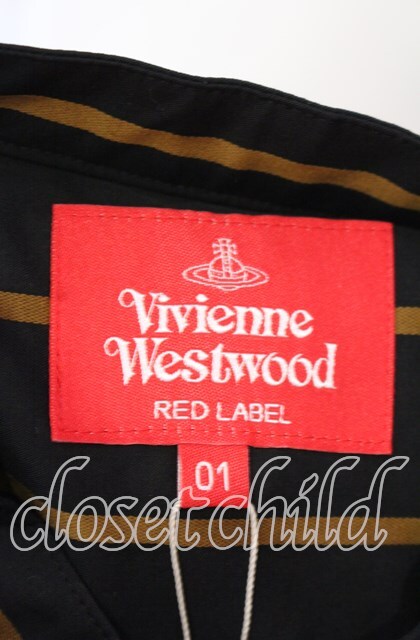 Vivienne
Westwood
RED LABEL
01
closet child